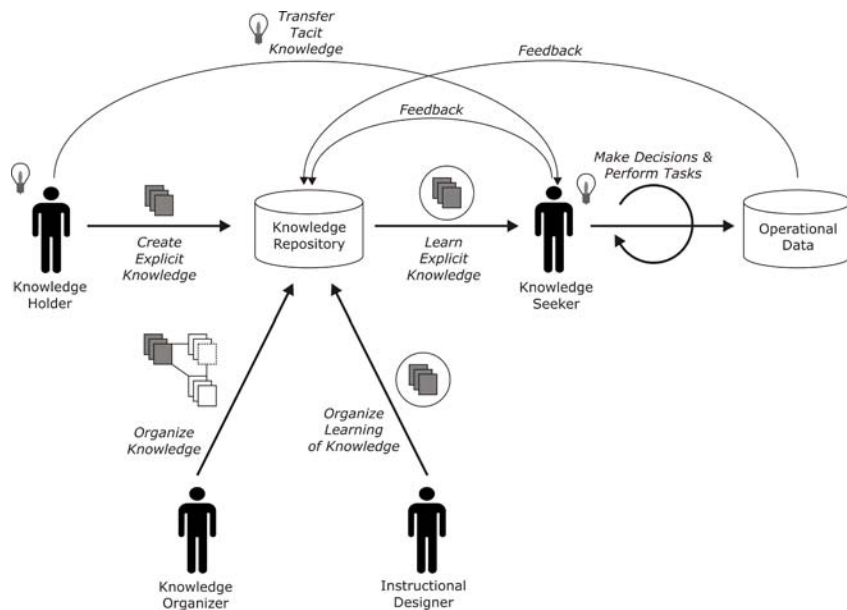 Transfer
Tacit
Knowledge
Feedback
Feedback
Make Decisions &
Perform Tasks
Knowledge
Repository
Operational
Data
Create
Explicit
Knowledge
Learn
Explicit
Knowledge
Knowledge
Holder
Knowledge
Seeker
Organize
Knowledge
Organize
Learning
of Knowledge
Knowledge
Organizer
Instructional
Designer